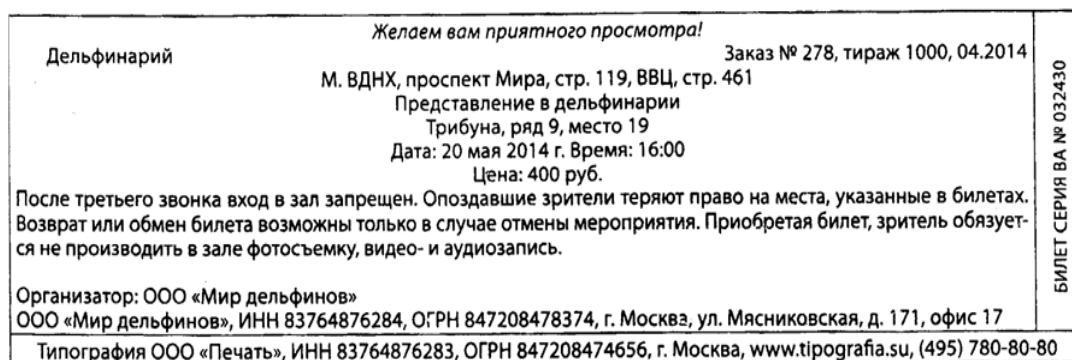 Желаем вам приятного просмотра!
Дельфинарий Заказ № 278, тираж 1000, 04.2014
М. ВДНХ, проспект Мира, стр. 119, ВВЦ, стр. 461
Представление в дельфинарии
Трибуна, ряд 9, место 19
Дата: 20 мая 2014 г. Время: 16:00
Цена: 400 руб.
После третьего звонка вход в зал запрещен. Опоздавшие зрители теряют право на места, указанные в билетах.
Возврат или обмен билета возможны только в случае отмены мероприятия. Приобретая билет, зритель обязует-
ся не производить в зале фотосъемку, видео- и аудиозапись.
Организатор: ООО «Мир дельфинов»
ООО «Мир дельфинов», ИНН 83764876284, ОГРН 847208478374, г. Москва, ул. Мясниковская, д. 171, офис 17
Типография ООО «Печать», ИНН 83764876283, ОГРН 847208474656, г. Москва, www.tipografia.su, (495) 780-80-80
БИЛЕТ СЕРИЯ ВА № 032430